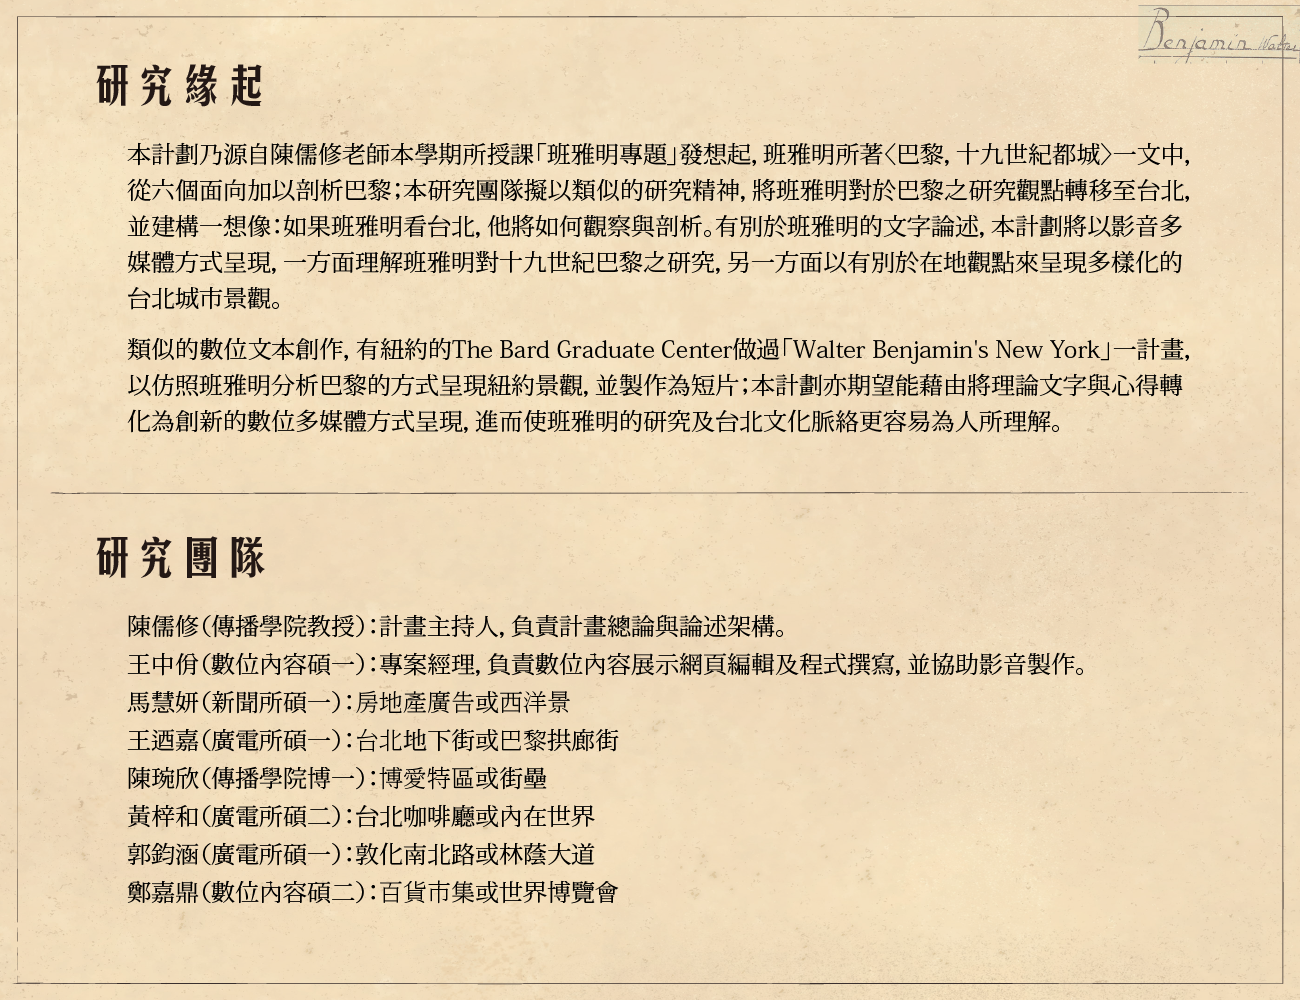 Benjamin Walter
研究緣起
本計劃乃源自陳儒修老師本學期所授課「班雅明專題」發想起, 班雅明所著〈巴黎, 十九世紀都城〉一文中,
從六個面向加以剖析巴黎；本研究團隊擬以類似的研究精神, 將班雅明對於巴黎之研究觀點轉移至台北,
並建構一想像：如果班雅明看台北, 他將如何觀察與剖析。有別於班雅明的文字論述, 本計劃將以影音多
媒體方式呈現, 一方面理解班雅明對十九世紀巴黎之研究, 另一方面以有別於在地觀點來呈現多樣化的
台北城市景觀。
類似的數位文本創作, 有紐約的The Bard Graduate Center做過「Walter Benjamin's New York」一計畫,
以仿照班雅明分析巴黎的方式呈現紐約景觀, 並製作為短片；本計劃亦期望能藉由將理論文字與心得轉
化為創新的數位多媒體方式呈現, 進而使班雅明的研究及台北文化脈絡更容易為人所理解。
研究團隊
陳儒修（傳播學院教授）：計畫主持人, 負責計畫總論與論述架構。
王中佾（數位內容碩一）：專案經理, 負責數位內容展示網頁編輯及程式撰寫, 並協助影音製作。
馬慧妍（新聞所碩一）：房地產廣告或西洋景
王迺嘉（廣電所碩一）：台北地下街或巴黎拱廊街
陳琬欣（傳播學院博一）：博愛特區或街壘
黃梓和（廣電所碩二）：台北咖啡廳或內在世界
郭鈞涵（廣電所碩一）：敦化南北路或林蔭大道
鄭嘉鼎（數位內容碩二）：百貨市集或世界博覽會